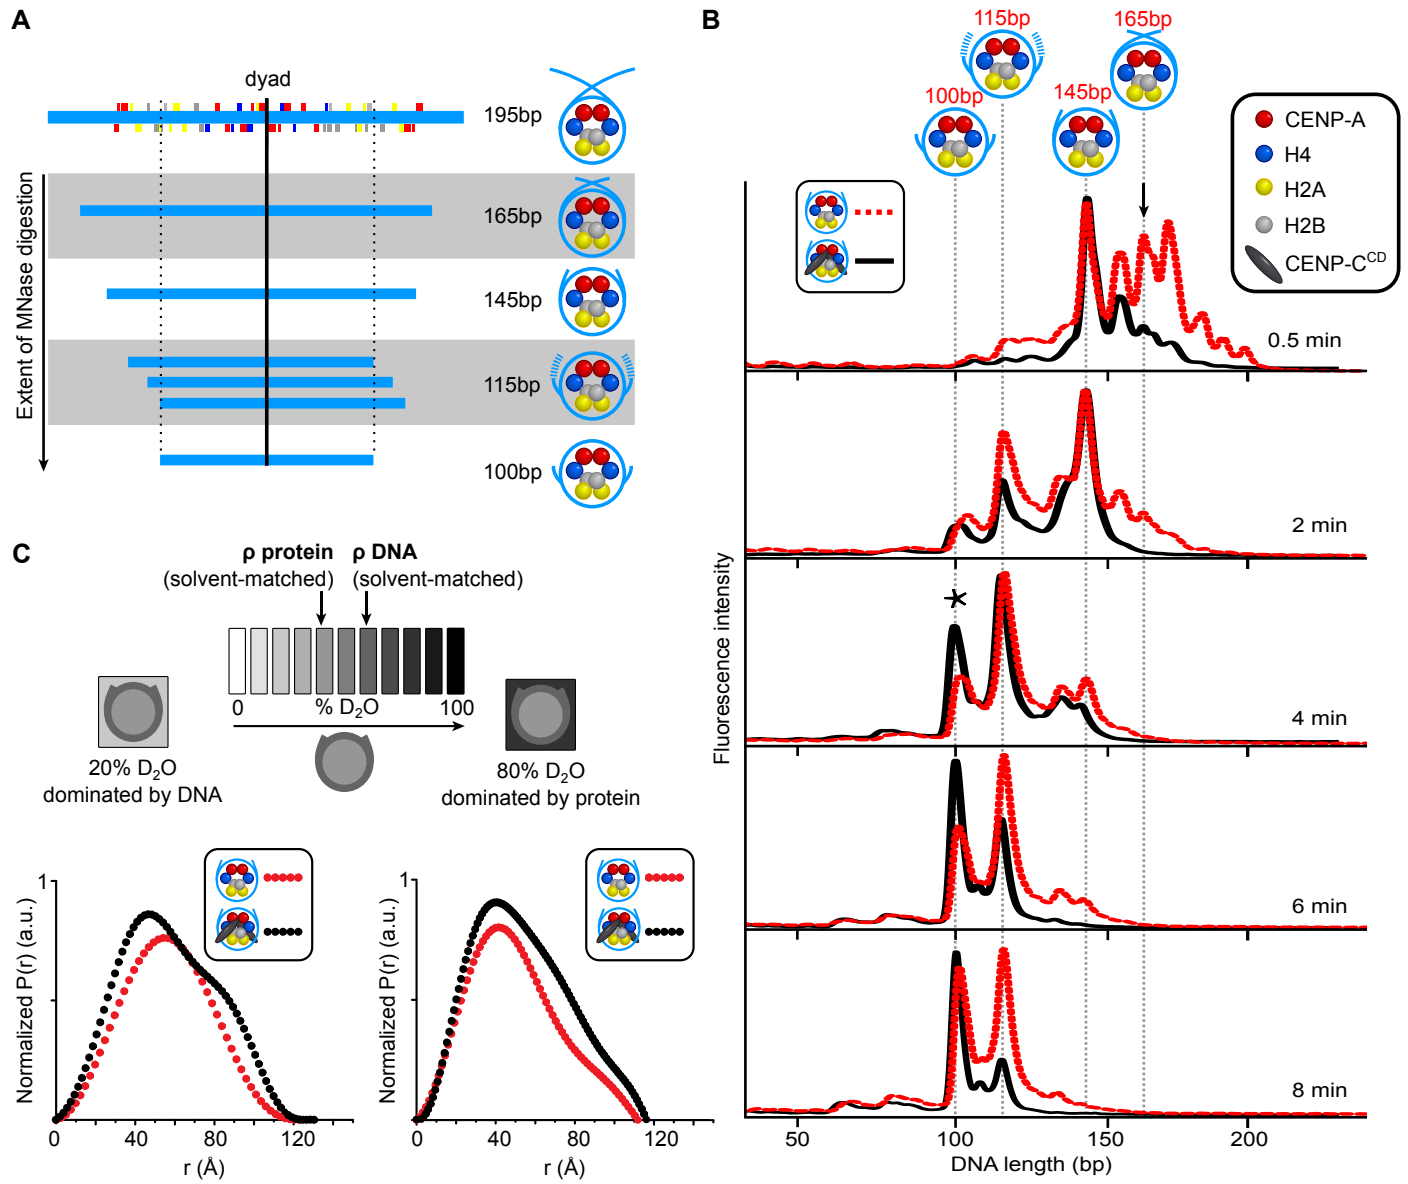 A
dyad
195bp
165bp
145bp
115bp
100bp
Extent of MNase digestion
B
115bp
165bp
100bp
145bp
CENP-A
H4
H2A
H2B
CENP-C^CD
0.5 min
2 min
4 min
6 min
8 min
Fluorescence intensity
50
100
150
200
DNA length (bp)
C
ρ protein
(solvent-matched)
ρ DNA
(solvent-matched)
0
% D₂O
100
20% D₂O
dominated by DNA
80% D₂O
dominated by protein
1
Normalized P(r) (a.u.)
0
40
80
120
r (Å)
1
Normalized P(r) (a.u.)
0
40
80
120
r (Å)